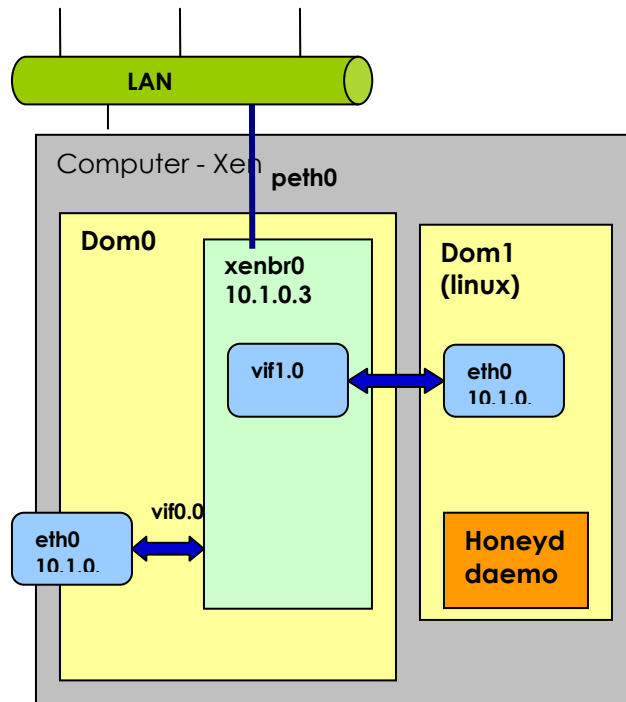 LAN
Computer - Xen
peth0
Dom0
xenbr0
10.1.0.3
Dom1
(linux)
vif1.0
eth0
10.1.0.
vif0.0
eth0
10.1.0.
Honeyd
daemo